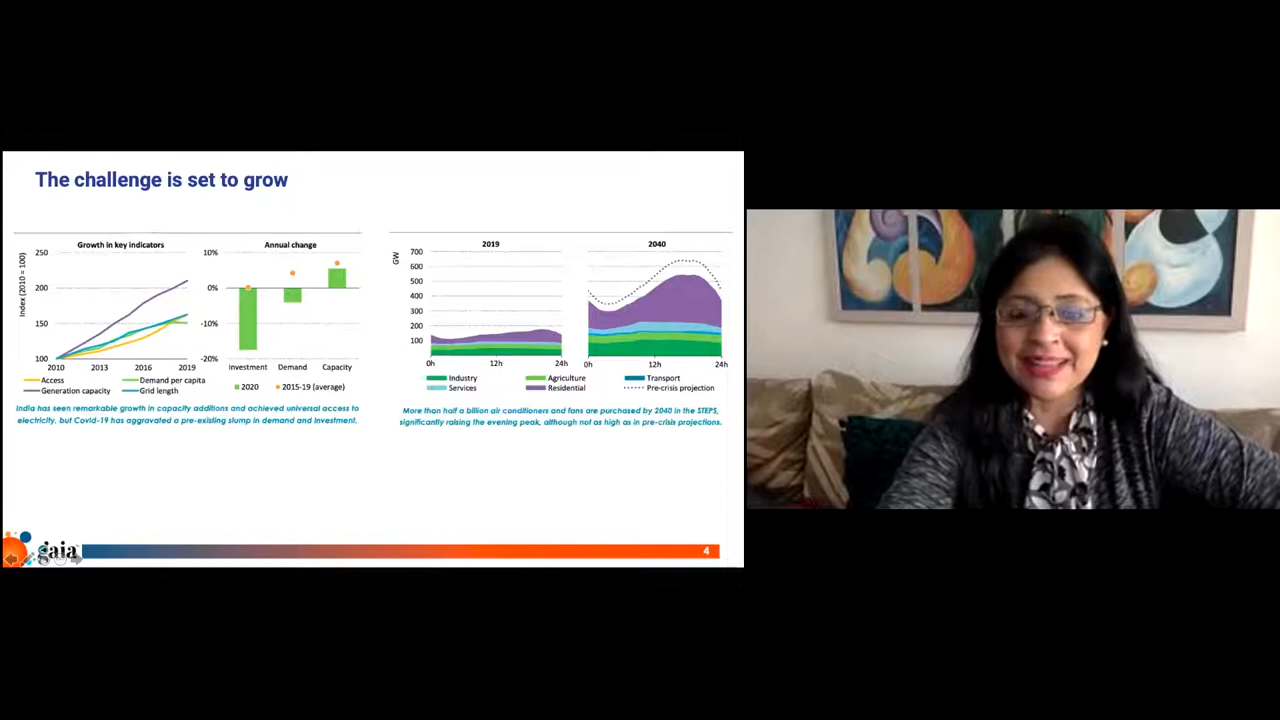 The challenge is set to grow
Growth in key indicators
Index (2010 = 100)
250
200
150
100
2010
2013
2016
2019
Access
Demand per capita
Generation capacity
Grid length
Annual change
10%
0%
-10%
-20%
Investment
Demand
Capacity
2020
2015-19 (average)
India has seen remarkable growth in capacity additions and achieved universal access to
electricity, but Covid-19 has aggravated a pre-existing slump in demand and investment.
2019
2040
GW
700
600
500
400
300
200
100
0h
12h
24h
0h
12h
24h
Industry
Agriculture
Transport
Services
Residential
Pre-crisis projection
More than half a billion air conditioners and fans are purchased by 2040 in the STEPS,
significantly raising the evening peak, although not as high as in pre-crisis projections.
gaia
4